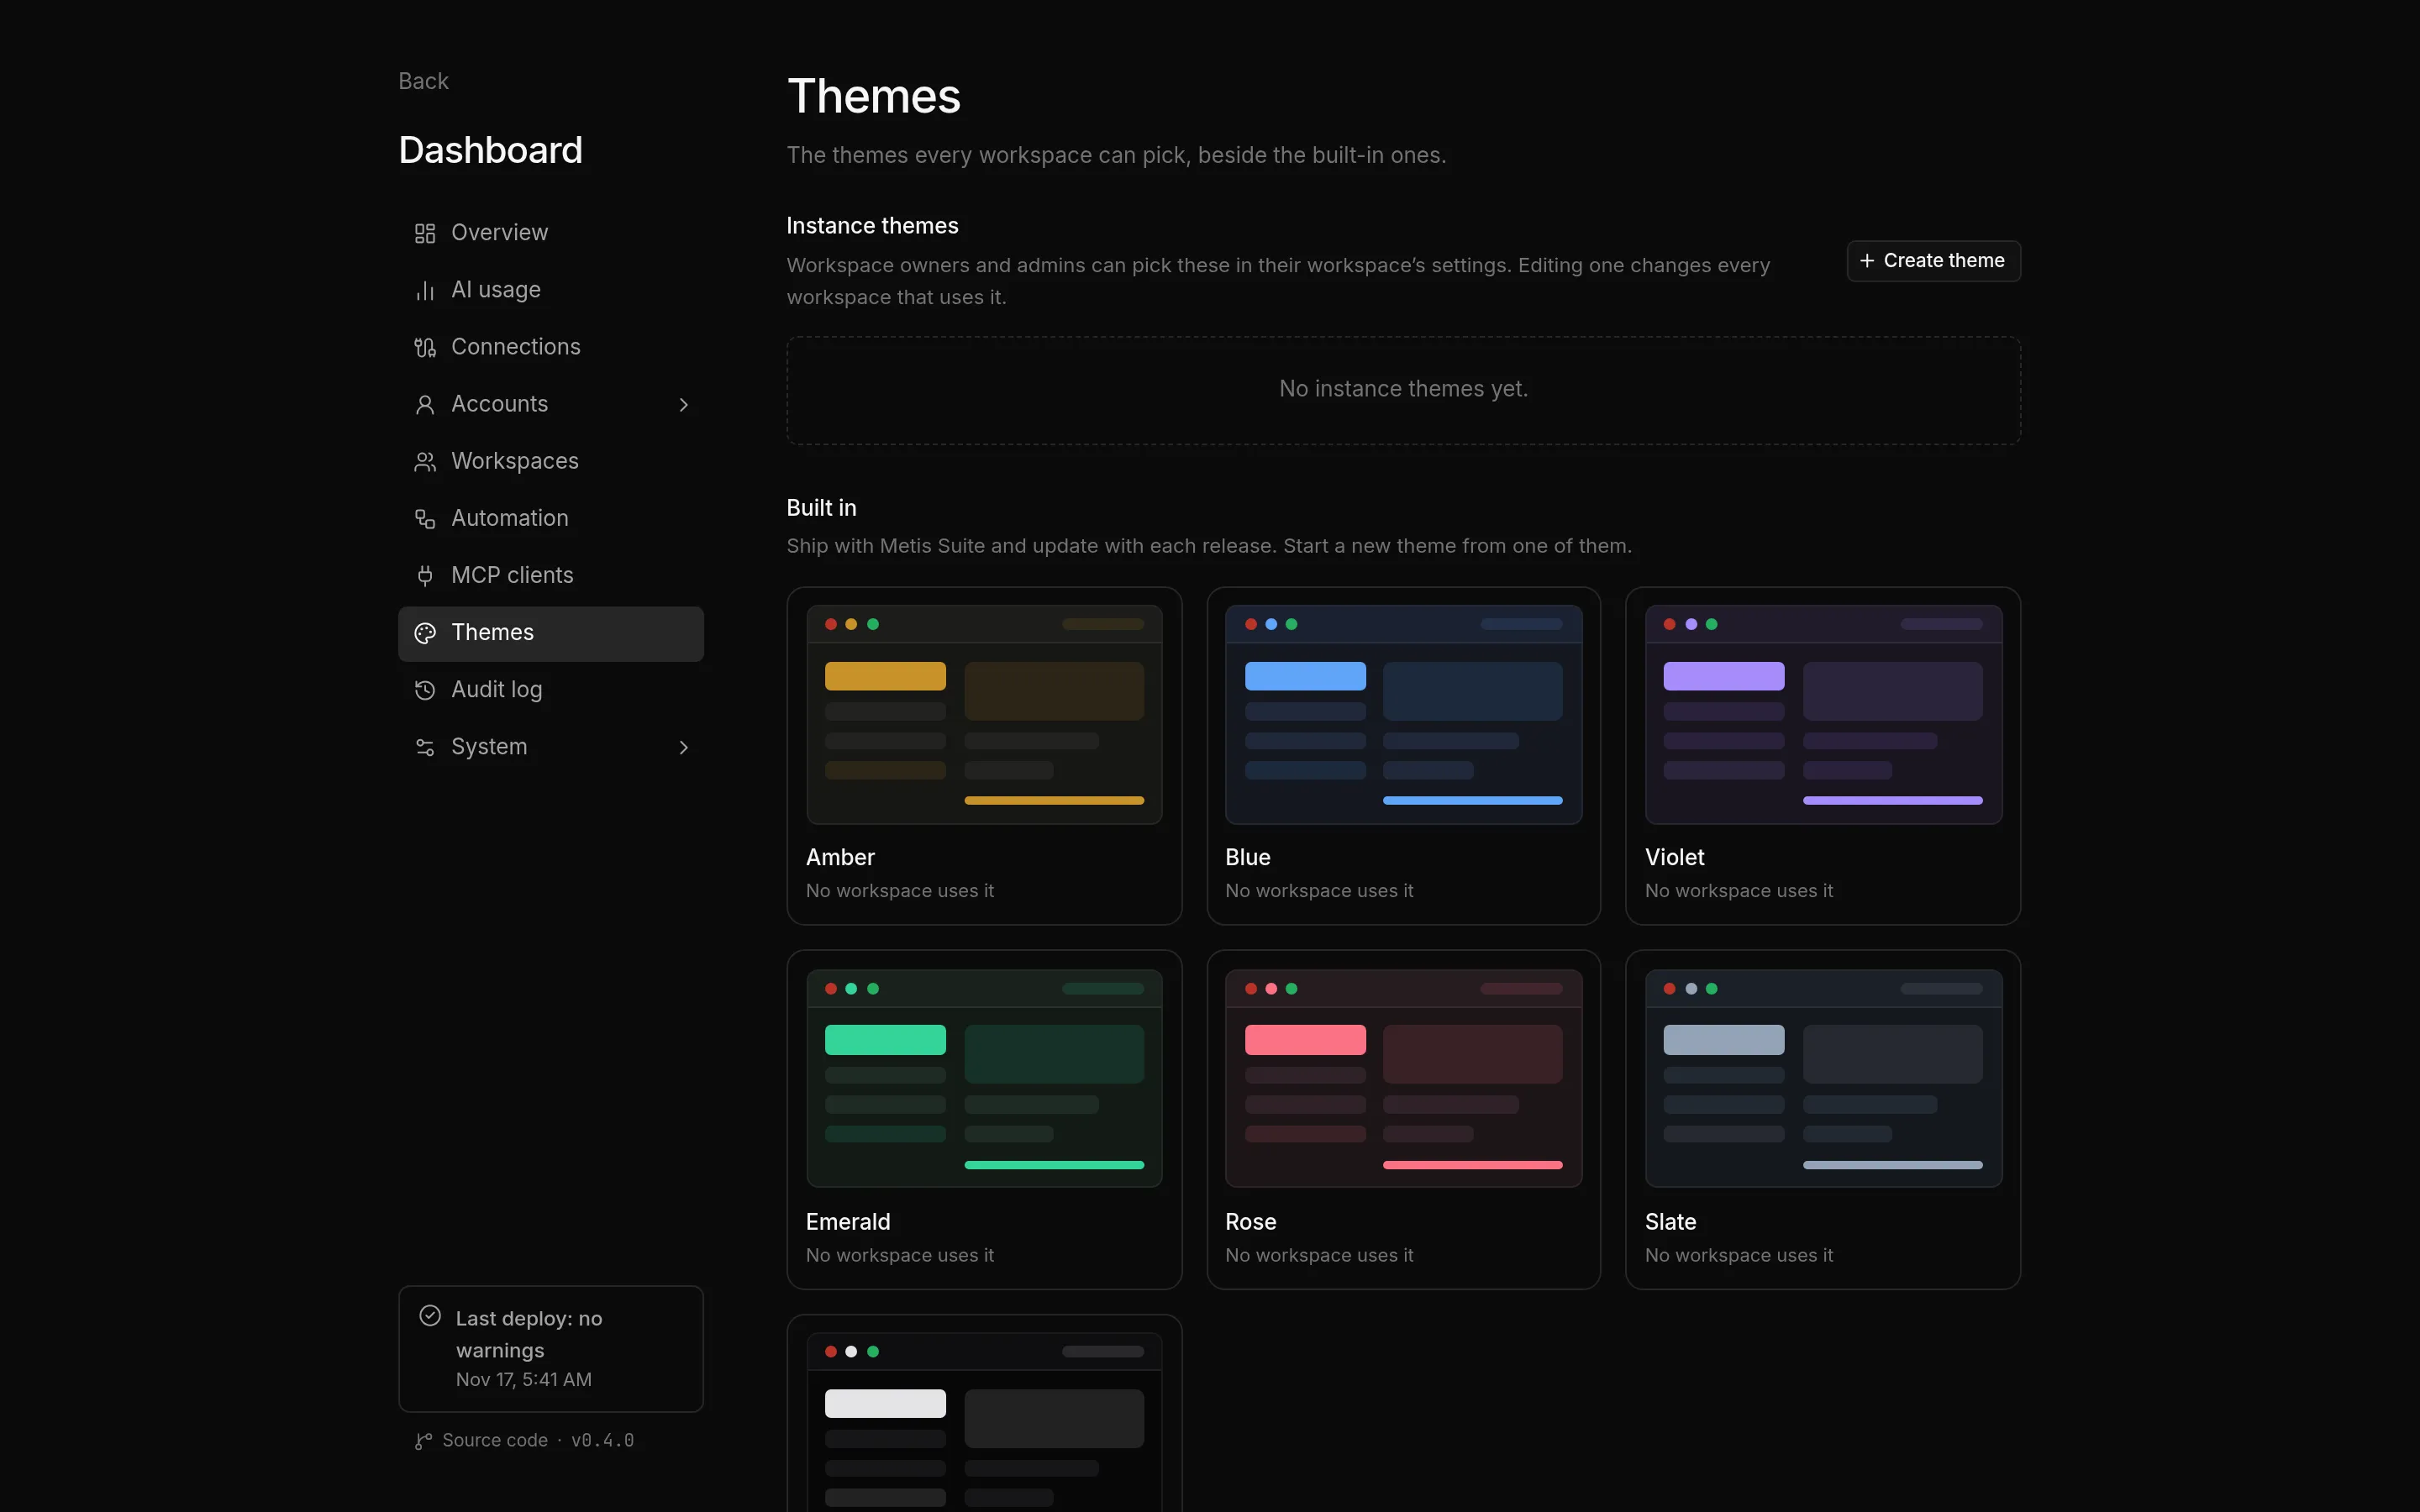 Back
Dashboard
Overview
AI usage
Connections
Accounts
Workspaces
Automation
MCP clients
Themes
Audit log
System
Last deploy: no
warnings
Nov 17, 5:41 AM
Source code · v0.4.0
Themes
The themes every workspace can pick, beside the built-in ones.
Instance themes
Workspace owners and admins can pick these in their workspace’s settings. Editing one changes every
workspace that uses it.
Create theme
No instance themes yet.
Built in
Ship with Metis Suite and update with each release. Start a new theme from one of them.
Amber
No workspace uses it
Blue
No workspace uses it
Violet
No workspace uses it
Emerald
No workspace uses it
Rose
No workspace uses it
Slate
No workspace uses it